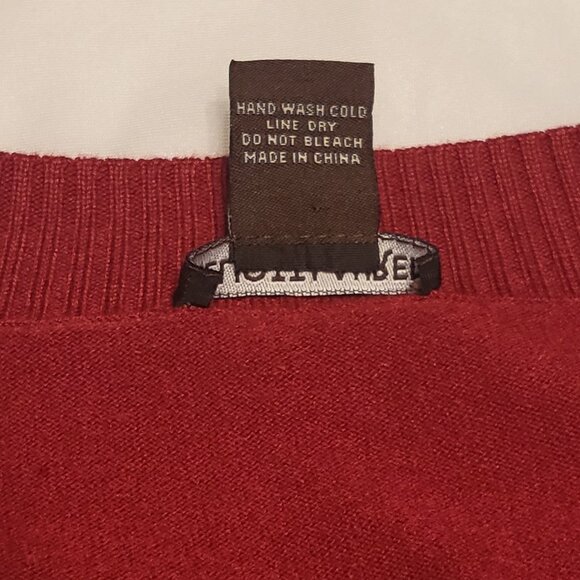 HAND WASH COLD
LINE DRY
DO NOT BLEACH
MADE IN CHINA